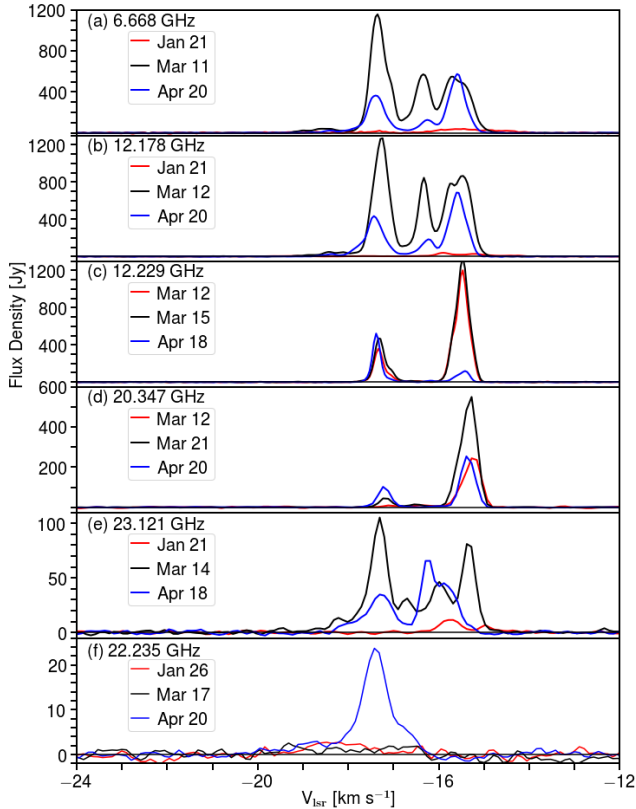 Flux Density [Jy]
(a) 6.668 GHz
Jan 21
Mar 11
Apr 20
1200
800
400
0
(b) 12.178 GHz
Jan 21
Mar 12
Apr 20
1200
800
400
(c) 12.229 GHz
Mar 12
Mar 15
Apr 18
1200
800
400
(d) 20.347 GHz
Mar 12
Mar 21
Apr 20
600
400
200
(e) 23.121 GHz
Jan 21
Mar 14
Apr 18
100
50
0
(f) 22.235 GHz
Jan 26
Mar 17
Apr 20
20
10
0
−24 −20 −16 −12
V_lsr [km s⁻¹]